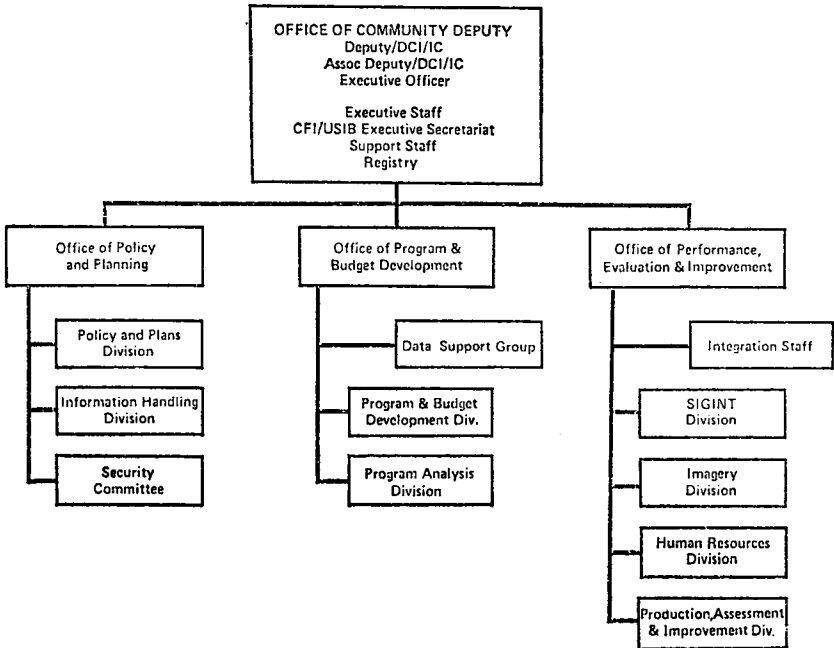 OFFICE OF COMMUNITY DEPUTY
Deputy/DCI/IC
Assoc Deputy/DCI/IC
Executive Officer
Executive Staff
CFI/USIB Executive Secretariat
Support Staff
Registry
Office of Policy
and Planning
Policy and Plans
Division
Information Handling
Division
Security
Committee
Office of Program &
Budget Development
Data Support Group
Program & Budget
Development Div.
Program Analysis
Division
Office of Performance,
Evaluation & Improvement
Integration Staff
SIGINT
Division
Imagery
Division
Human Resources
Division
Production, Assessment
& Improvement Div.